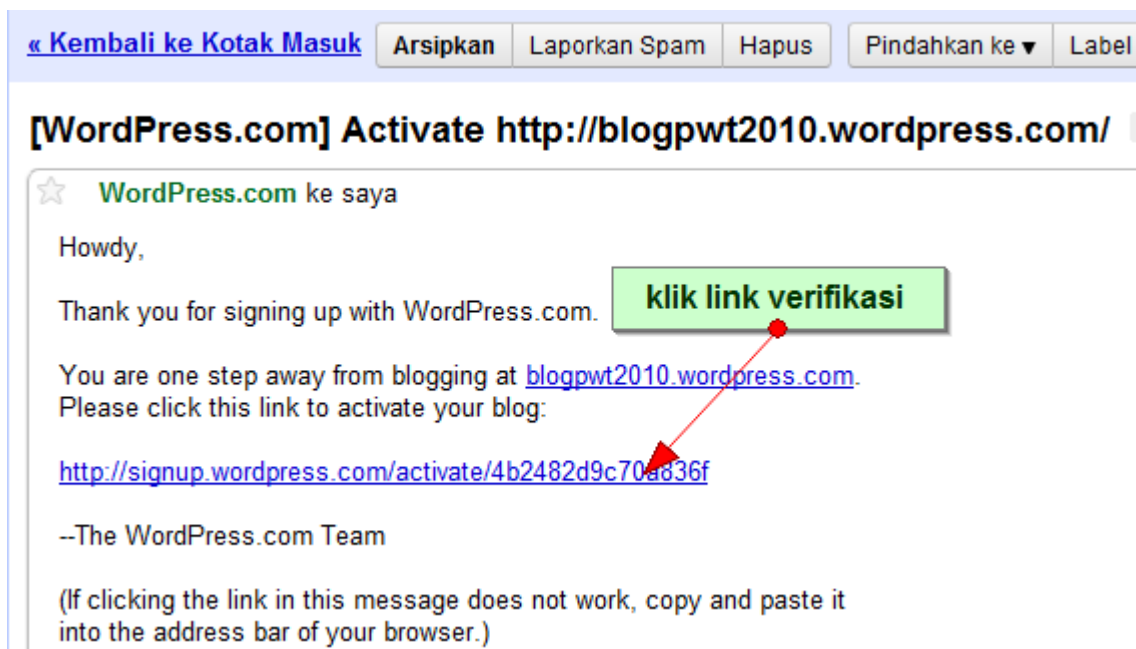 « Kembali ke Kotak Masuk Arsipkan Laporkan Spam Hapus Pindahkan ke ▾ Label
[WordPress.com] Activate http://blogpwt2010.wordpress.com/
WordPress.com ke saya
Howdy,
klik link verifikasi
Thank you for signing up with WordPress.com.
You are one step away from blogging at blogpwt2010.wordpress.com.
Please click this link to activate your blog:
http://signup.wordpress.com/activate/4b2482d9c70a836f
--The WordPress.com Team
(If clicking the link in this message does not work, copy and paste it
into the address bar of your browser.)